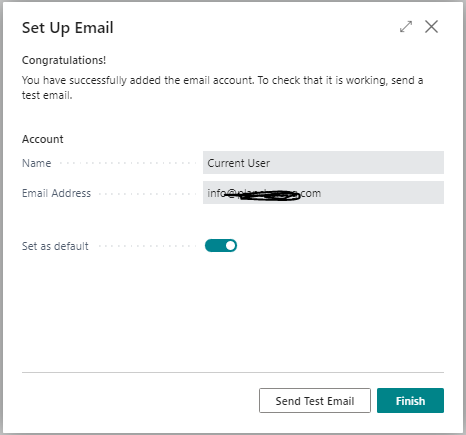 Set Up Email
Congratulations!
You have successfully added the email account. To check that it is working, send a
test email.
Account
Name
Current User
Email Address
info@ .com
Set as default
Send Test Email
Finish